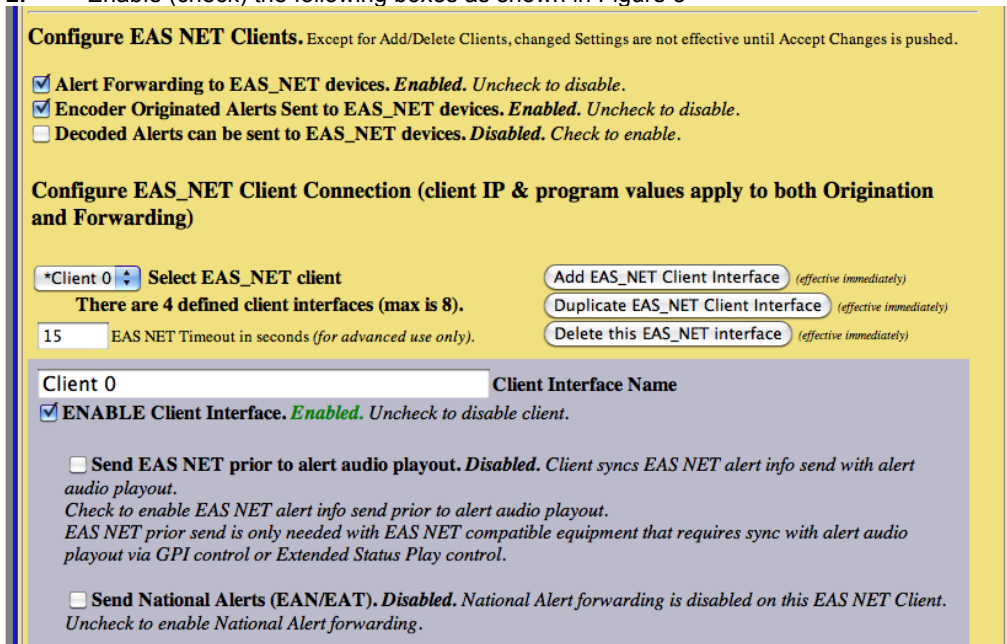 2. Enable (check) the following boxes as shown in Figure 8
Configure EAS NET Clients. Except for Add/Delete Clients, changed Settings are not effective until Accept Changes is pushed.
Alert Forwarding to EAS_NET devices. Enabled. Uncheck to disable.
Encoder Originated Alerts Sent to EAS_NET devices. Enabled. Uncheck to disable.
Decoded Alerts can be sent to EAS_NET devices. Disabled. Check to enable.
Configure EAS_NET Client Connection (client IP & program values apply to both Origination
and Forwarding)
*Client 0 Select EAS_NET client Add EAS_NET Client Interface (effective immediately)
There are 4 defined client interfaces (max is 8). Duplicate EAS_NET Client Interface (effective immediately)
15 EAS NET Timeout in seconds (for advanced use only). Delete this EAS_NET interface (effective immediately)
Client 0 Client Interface Name
ENABLE Client Interface. Enabled. Uncheck to disable client.
Send EAS NET prior to alert audio playout. Disabled. Client syncs EAS NET alert info send with alert
audio playout.
Check to enable EAS NET alert info send prior to alert audio playout.
EAS NET prior send is only needed with EAS NET compatible equipment that requires sync with alert audio
playout via GPI control or Extended Status Play control.
Send National Alerts (EAN/EAT). Disabled. National Alert forwarding is disabled on this EAS NET Client.
Uncheck to enable National Alert forwarding.